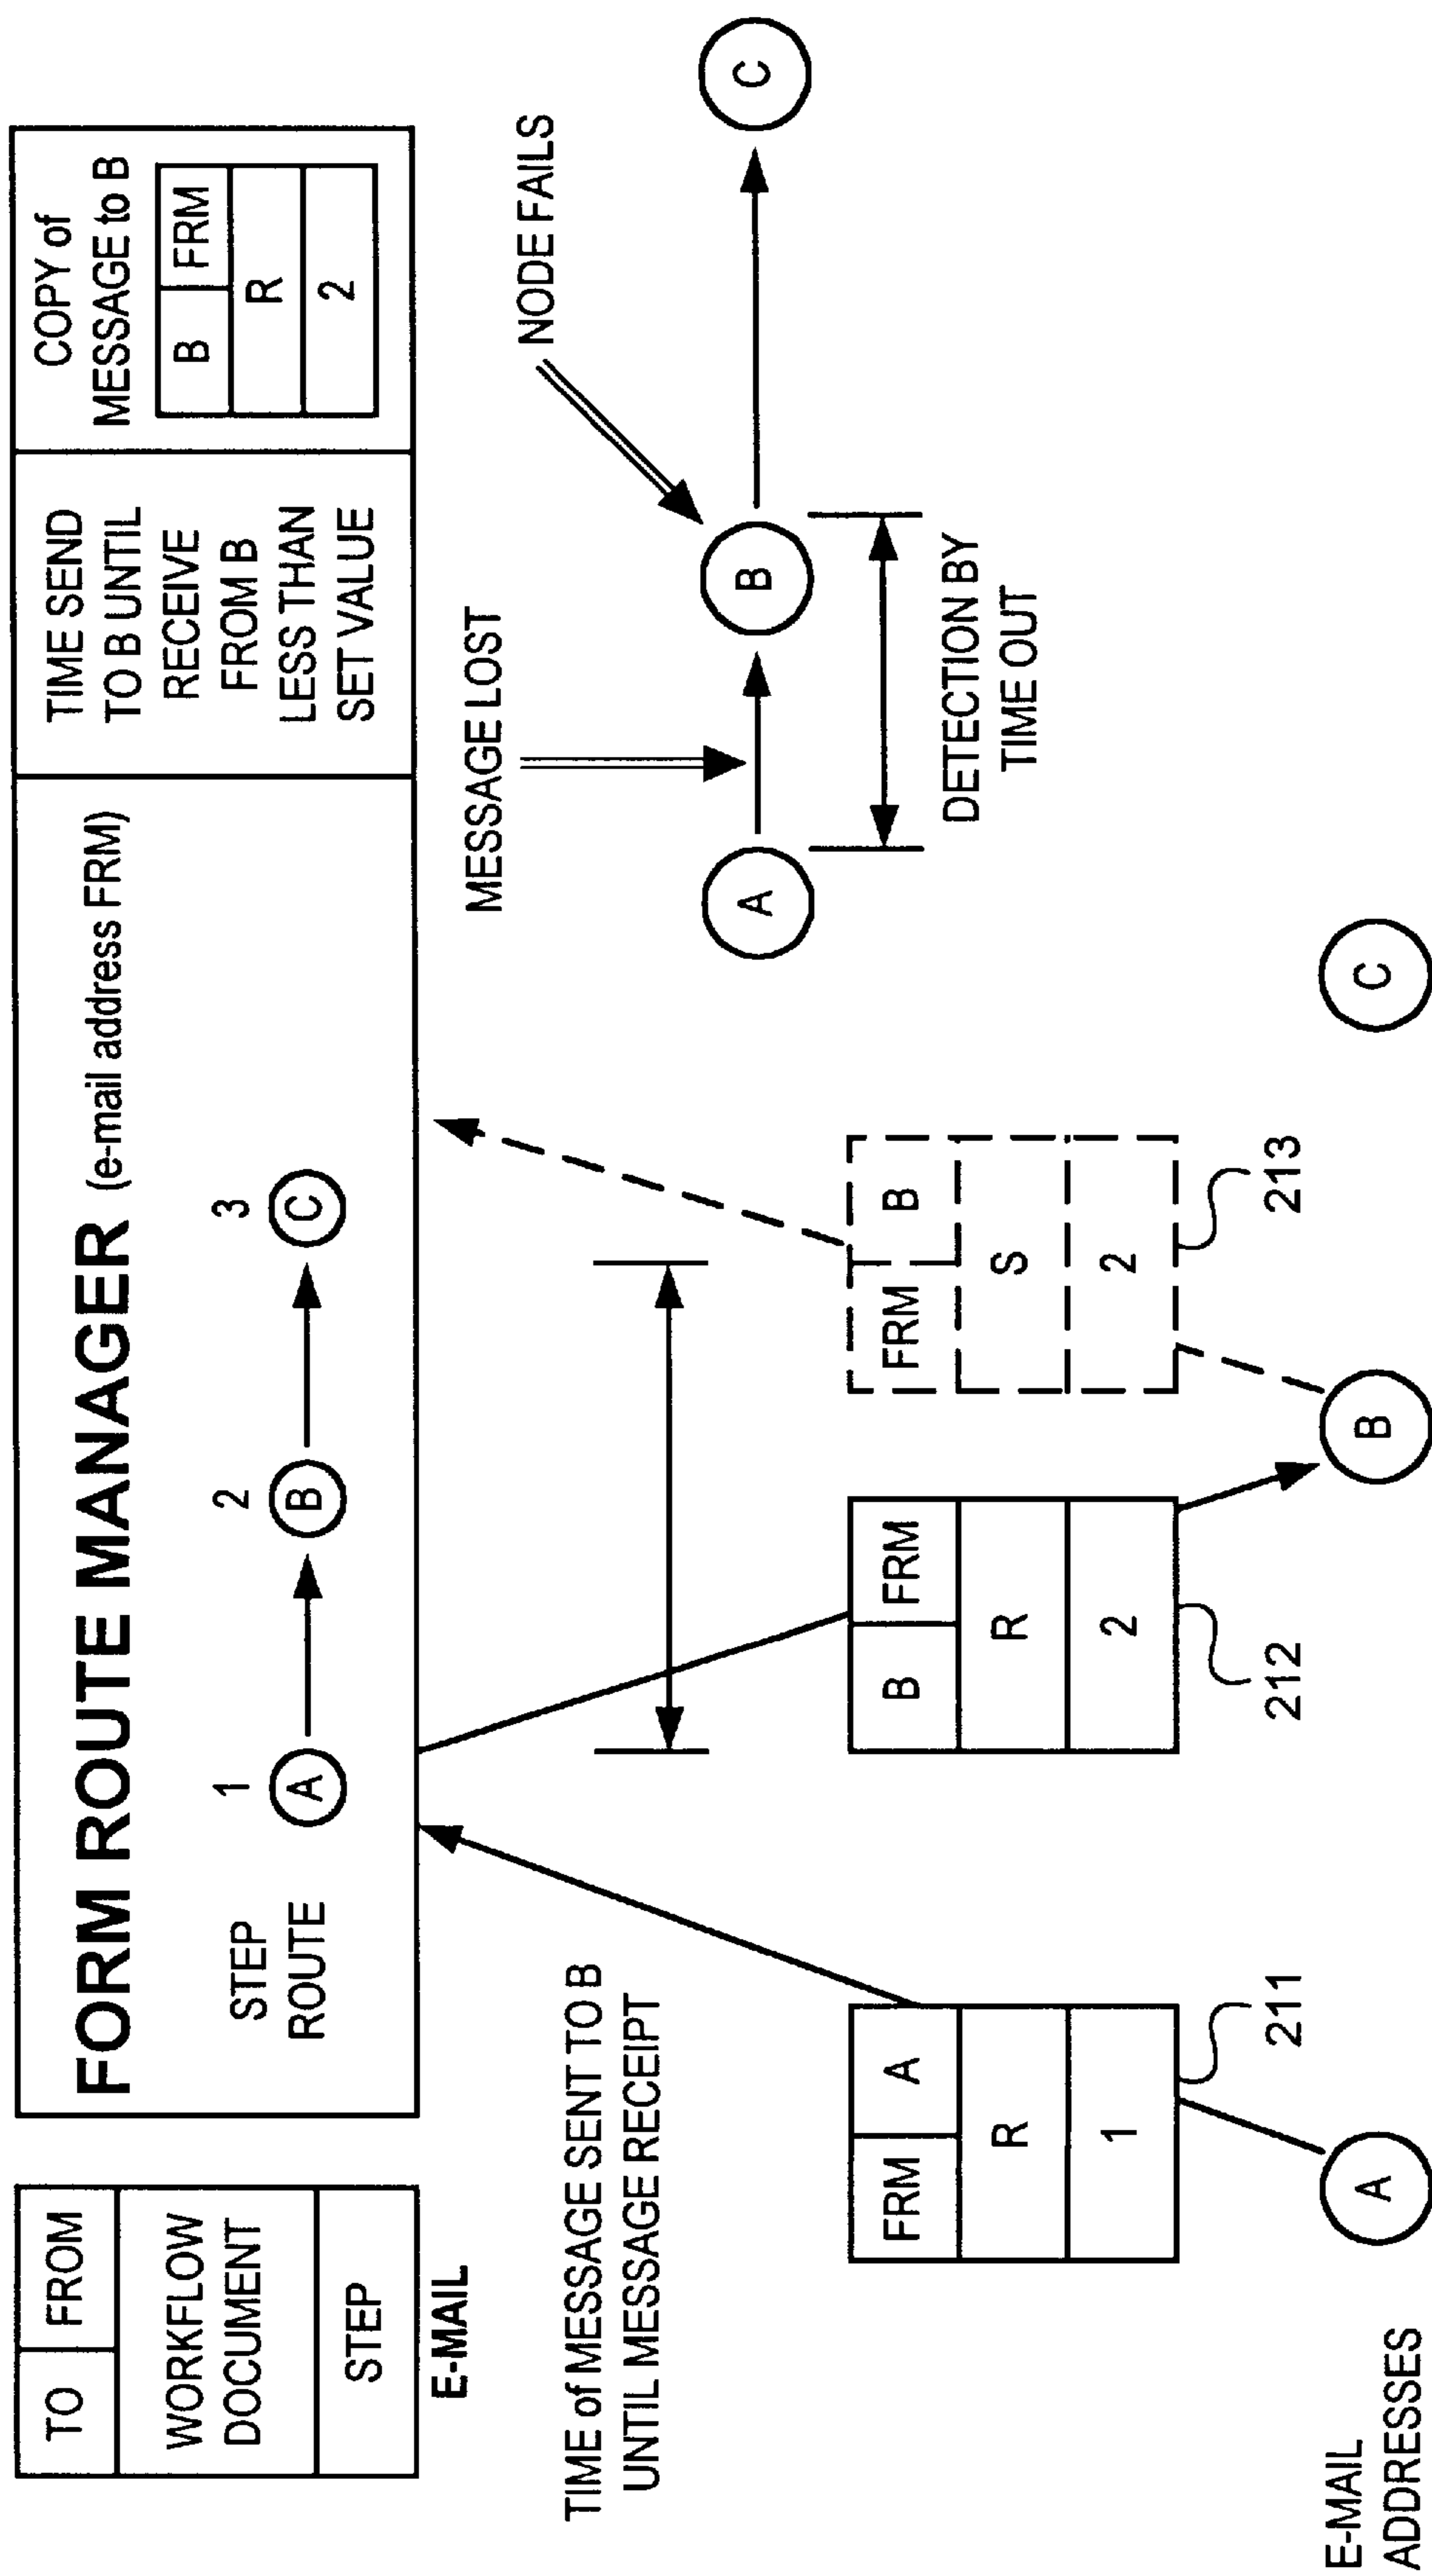 TO FROM
WORKFLOW
DOCUMENT
STEP
E-MAIL
FORM ROUTE MANAGER (e-mail address FRM)
1 2 3
STEP
ROUTE
A B C
TIME SEND
TO B UNTIL
RECEIVE
FROM B
LESS THAN
SET VALUE
COPY of
MESSAGE to B
B FRM
R
2
TIME of MESSAGE SENT TO B
UNTIL MESSAGE RECEIPT
MESSAGE LOST
NODE FAILS
A B C
DETECTION BY
TIME OUT
FRM A
R
1
211
B FRM
R
2
212
FRM B
S
2
213
E-MAIL
ADDRESSES
A B C